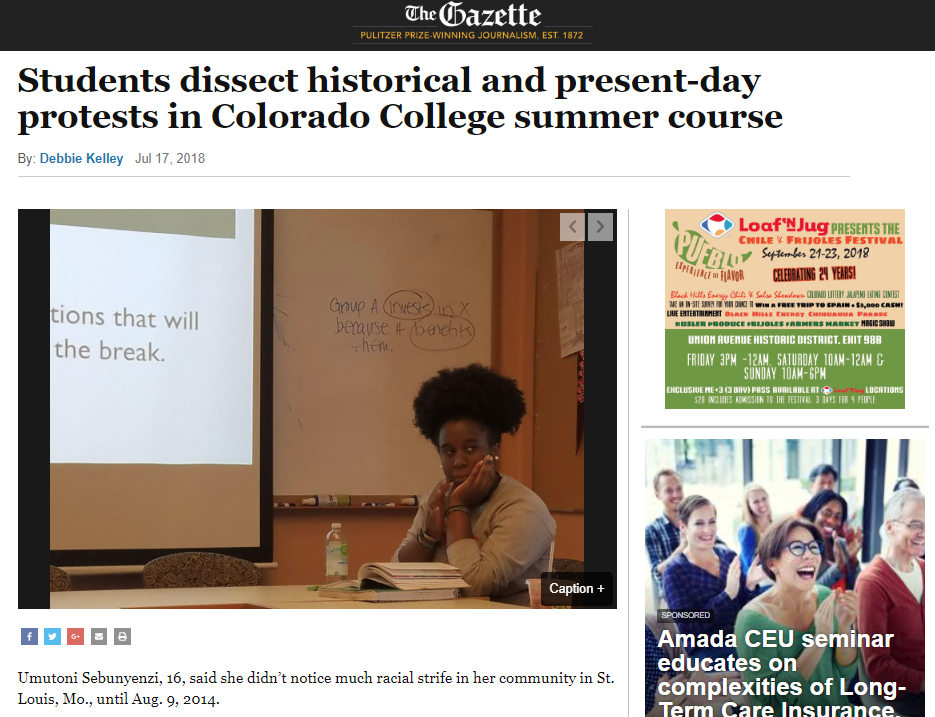 The Gazette
PULITZER PRIZE-WINNING JOURNALISM, EST. 1872
Students dissect historical and present-day
protests in Colorado College summer course
By: Debbie Kelley Jul 17, 2018
tions that will
the break.
Group A invests in X
because it benefits
them.
Caption +
Umutoni Sebunyenzi, 16, said she didn't notice much racial strife in her community in St.
Louis, Mo., until Aug. 9, 2014.
Loaf'NJug PRESENTS THE
CHILE & FRIJOLES FESTIVAL
PUEBLO
EXPERIENCE THE FLAVOR
September 21-23, 2018
CELEBRATING 24 YEARS!
Black Hills Energy Chili & Salsa Showdown COLORADO LOTTERY JALAPENO EATING CONTEST
TAKE AN ON-SITE SURVEY FOR YOUR CHANCE TO WIN A FREE TRIP TO SPAIN + $1,000 CASH!
LIVE ENTERTAINMENT BLACK HILLS ENERGY CHIHUAHUA PARADE
MUSLER PRODUCE FRIJOLES FARMERS MARKET MAGIC SHOW
UNION AVENUE HISTORIC DISTRICT, EXIT 98B
FRIDAY 3PM -12AM, SATURDAY 10AM-12AM &
SUNDAY 10AM-6PM
EXCLUSIVE ME+3 (3 DAY) PASS AVAILABLE AT Loaf'NJug LOCATIONS
$20 INCLUDES ADMISSION TO THE FESTIVAL 3 DAYS FOR 4 PEOPLE
SPONSORED
Amada CEU seminar
educates on
complexities of Long-
Term Care Insurance